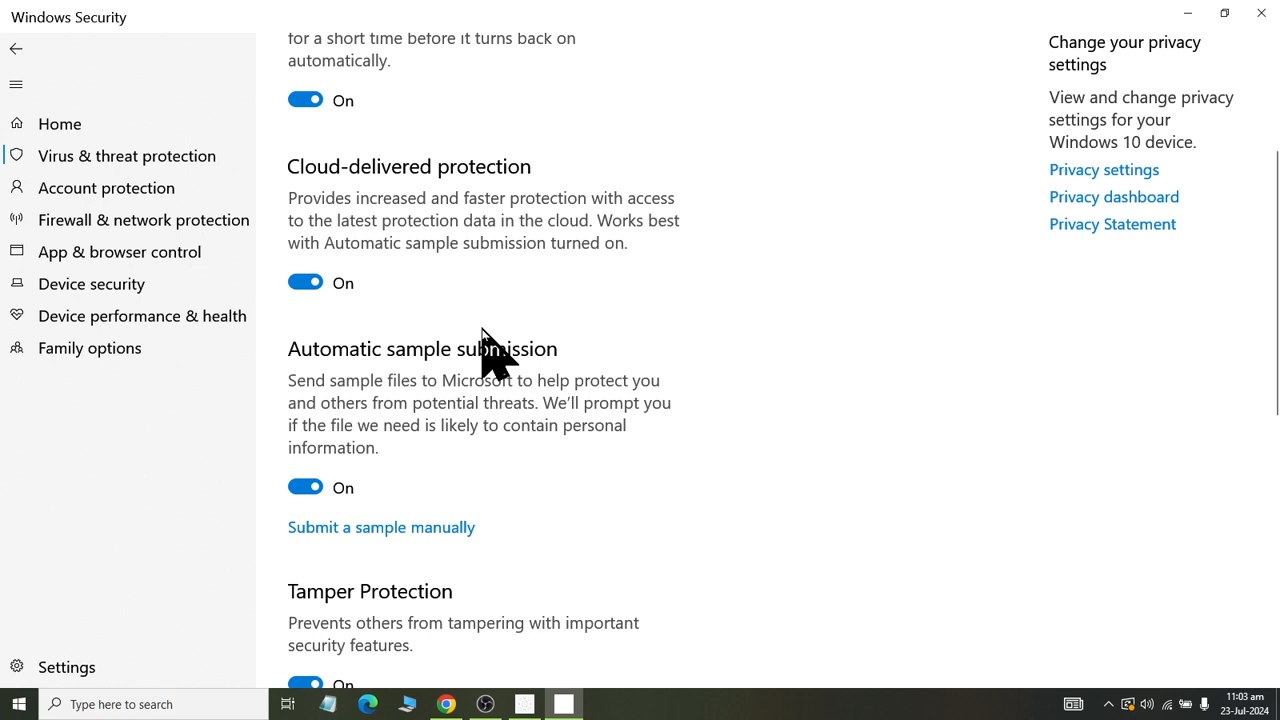 Windows Security
Home
Virus & threat protection
Account protection
Firewall & network protection
App & browser control
Device security
Device performance & health
Family options
Settings
for a short time before it turns back on
automatically.
On
Cloud-delivered protection
Provides increased and faster protection with access
to the latest protection data in the cloud. Works best
with Automatic sample submission turned on.
On
Automatic sample submission
Send sample files to Microsoft to help protect you
and others from potential threats. We'll prompt you
if the file we need is likely to contain personal
information.
On
Submit a sample manually
Tamper Protection
Prevents others from tampering with important
security features.
On
Change your privacy
settings
View and change privacy
settings for your
Windows 10 device.
Privacy settings
Privacy dashboard
Privacy Statement
Type here to search
11:03 am
23-Jul-2024